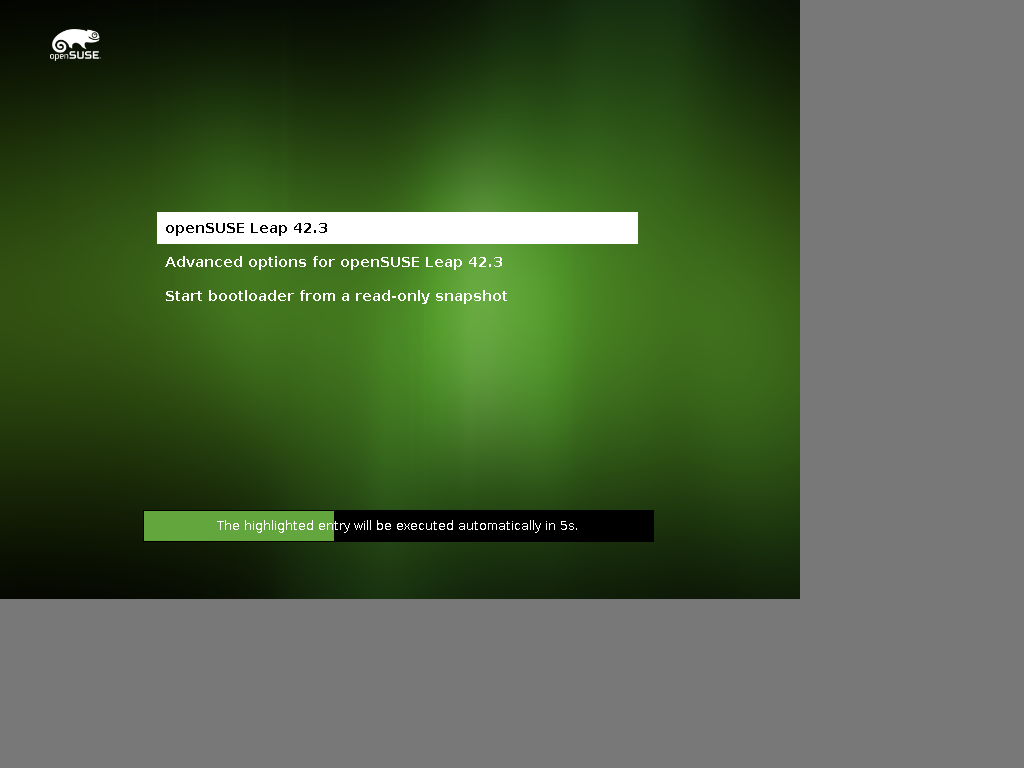 openSUSE
openSUSE Leap 42.3
Advanced options for openSUSE Leap 42.3
Start bootloader from a read-only snapshot
The highlighted entry will be executed automatically in 5s.